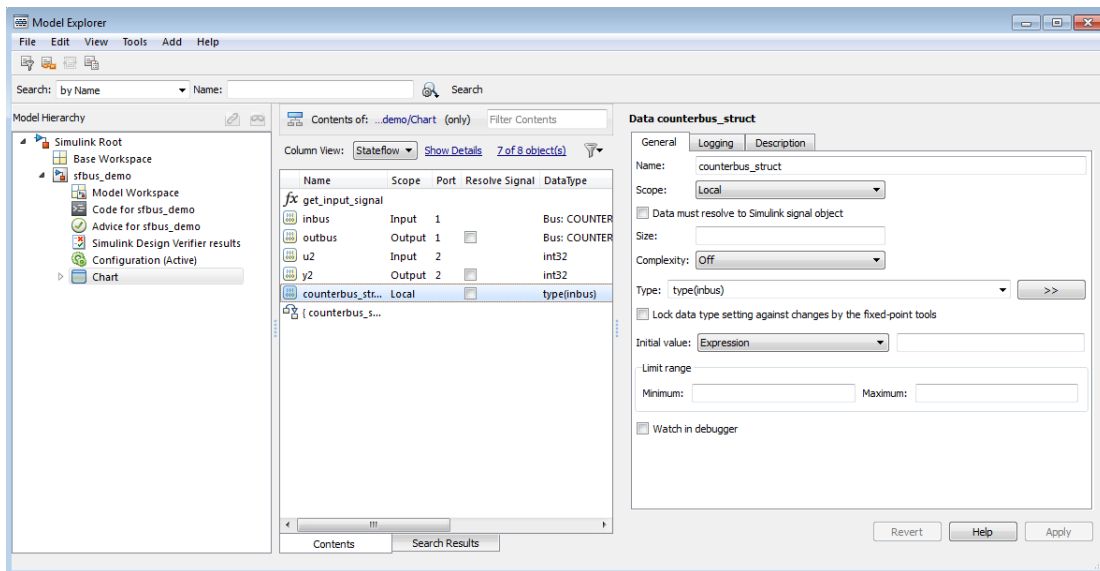 Model Explorer
File Edit View Tools Add Help
Search: by Name Name: Search
Model Hierarchy
Simulink Root
Base Workspace
sfbus_demo
Model Workspace
Code for sfbus_demo
Advice for sfbus_demo
Simulink Design Verifier results
Configuration (Active)
Chart
Contents of: ...demo/Chart (only) Filter Contents
Column View: Stateflow Show Details 7 of 8 object(s)
Name Scope Port Resolve Signal DataType
fx get_input_signal
inbus Input 1 Bus: COUNTER
outbus Output 1 Bus: COUNTER
u2 Input 2 int32
y2 Output 2 int32
counterbus_str... Local type(inbus)
{ counterbus_s...
Contents Search Results
Data counterbus_struct
General Logging Description
Name: counterbus_struct
Scope: Local
Data must resolve to Simulink signal object
Size:
Complexity: Off
Type: type(inbus) >>
Lock data type setting against changes by the fixed-point tools
Initial value: Expression
Limit range
Minimum: Maximum:
Watch in debugger
Revert Help Apply